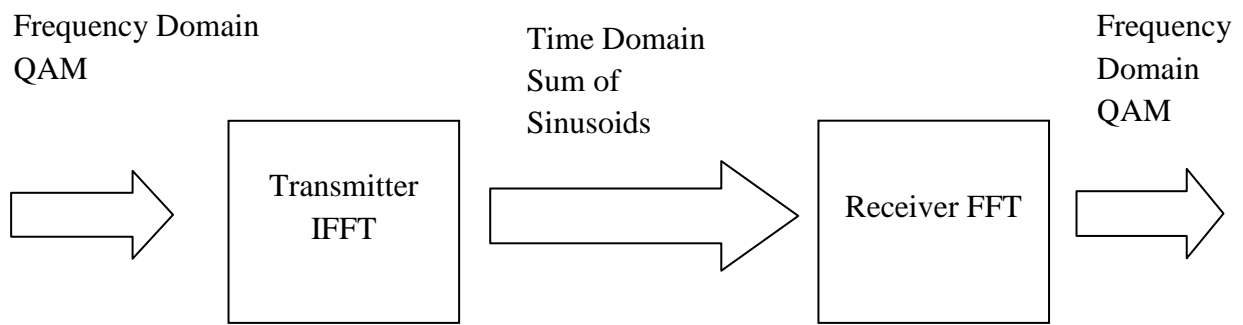 Frequency Domain
QAM
Transmitter
IFFT
Time Domain
Sum of
Sinusoids
Receiver FFT
Frequency
Domain
QAM